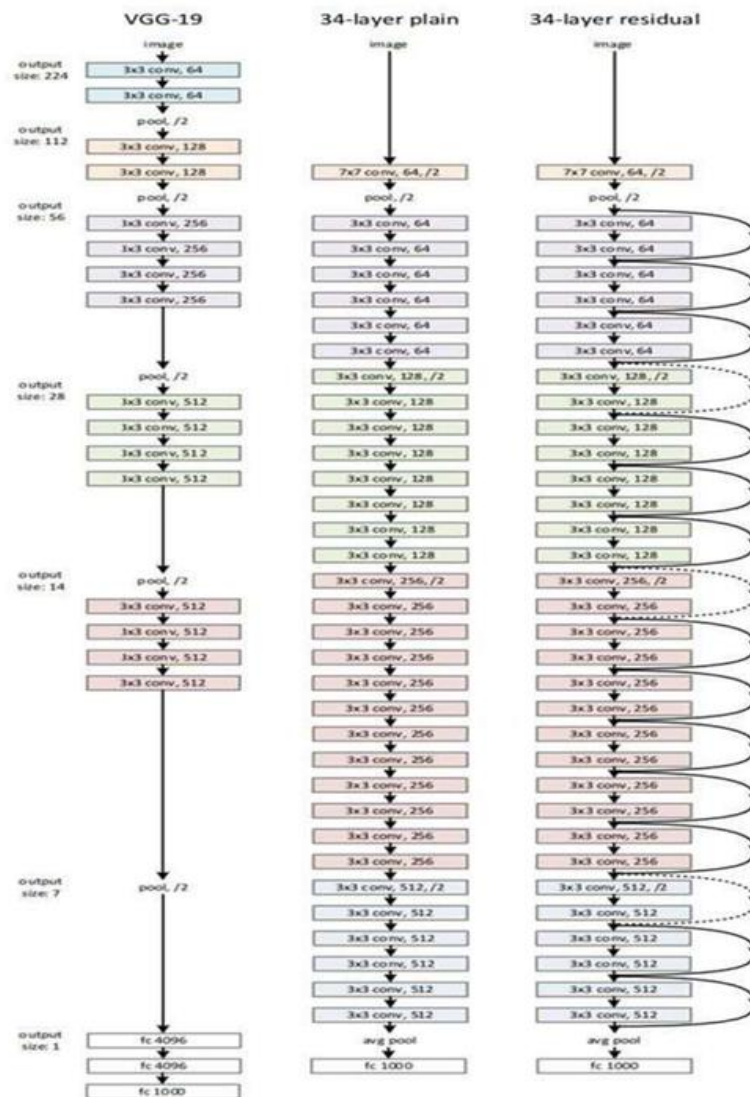 output
size: 224
output
size: 112
output
size: 56
output
size: 28
output
size: 14
output
size: 7
output
size: 1
VGG-19
image
3x3 conv, 64
3x3 conv, 64
pool, /2
3x3 conv, 128
3x3 conv, 128
pool, /2
3x3 conv, 256
3x3 conv, 256
3x3 conv, 256
3x3 conv, 256
pool, /2
3x3 conv, 512
3x3 conv, 512
3x3 conv, 512
3x3 conv, 512
pool, /2
3x3 conv, 512
3x3 conv, 512
3x3 conv, 512
3x3 conv, 512
pool, /2
fc 4096
fc 4096
fc 1000
34-layer plain
image
7x7 conv, 64, /2
pool, /2
3x3 conv, 64
3x3 conv, 64
3x3 conv, 64
3x3 conv, 64
3x3 conv, 64
3x3 conv, 64
3x3 conv, 128, /2
3x3 conv, 128
3x3 conv, 128
3x3 conv, 128
3x3 conv, 128
3x3 conv, 128
3x3 conv, 128
3x3 conv, 128
3x3 conv, 256, /2
3x3 conv, 256
3x3 conv, 256
3x3 conv, 256
3x3 conv, 256
3x3 conv, 256
3x3 conv, 256
3x3 conv, 256
3x3 conv, 256
3x3 conv, 256
3x3 conv, 256
3x3 conv, 256
3x3 conv, 512, /2
3x3 conv, 512
3x3 conv, 512
3x3 conv, 512
3x3 conv, 512
3x3 conv, 512
avg pool
fc 1000
34-layer residual
image
7x7 conv, 64, /2
pool, /2
3x3 conv, 64
3x3 conv, 64
3x3 conv, 64
3x3 conv, 64
3x3 conv, 64
3x3 conv, 64
3x3 conv, 128, /2
3x3 conv, 128
3x3 conv, 128
3x3 conv, 128
3x3 conv, 128
3x3 conv, 128
3x3 conv, 128
3x3 conv, 128
3x3 conv, 256, /2
3x3 conv, 256
3x3 conv, 256
3x3 conv, 256
3x3 conv, 256
3x3 conv, 256
3x3 conv, 256
3x3 conv, 256
3x3 conv, 256
3x3 conv, 256
3x3 conv, 256
3x3 conv, 256
3x3 conv, 512, /2
3x3 conv, 512
3x3 conv, 512
3x3 conv, 512
3x3 conv, 512
3x3 conv, 512
avg pool
fc 1000